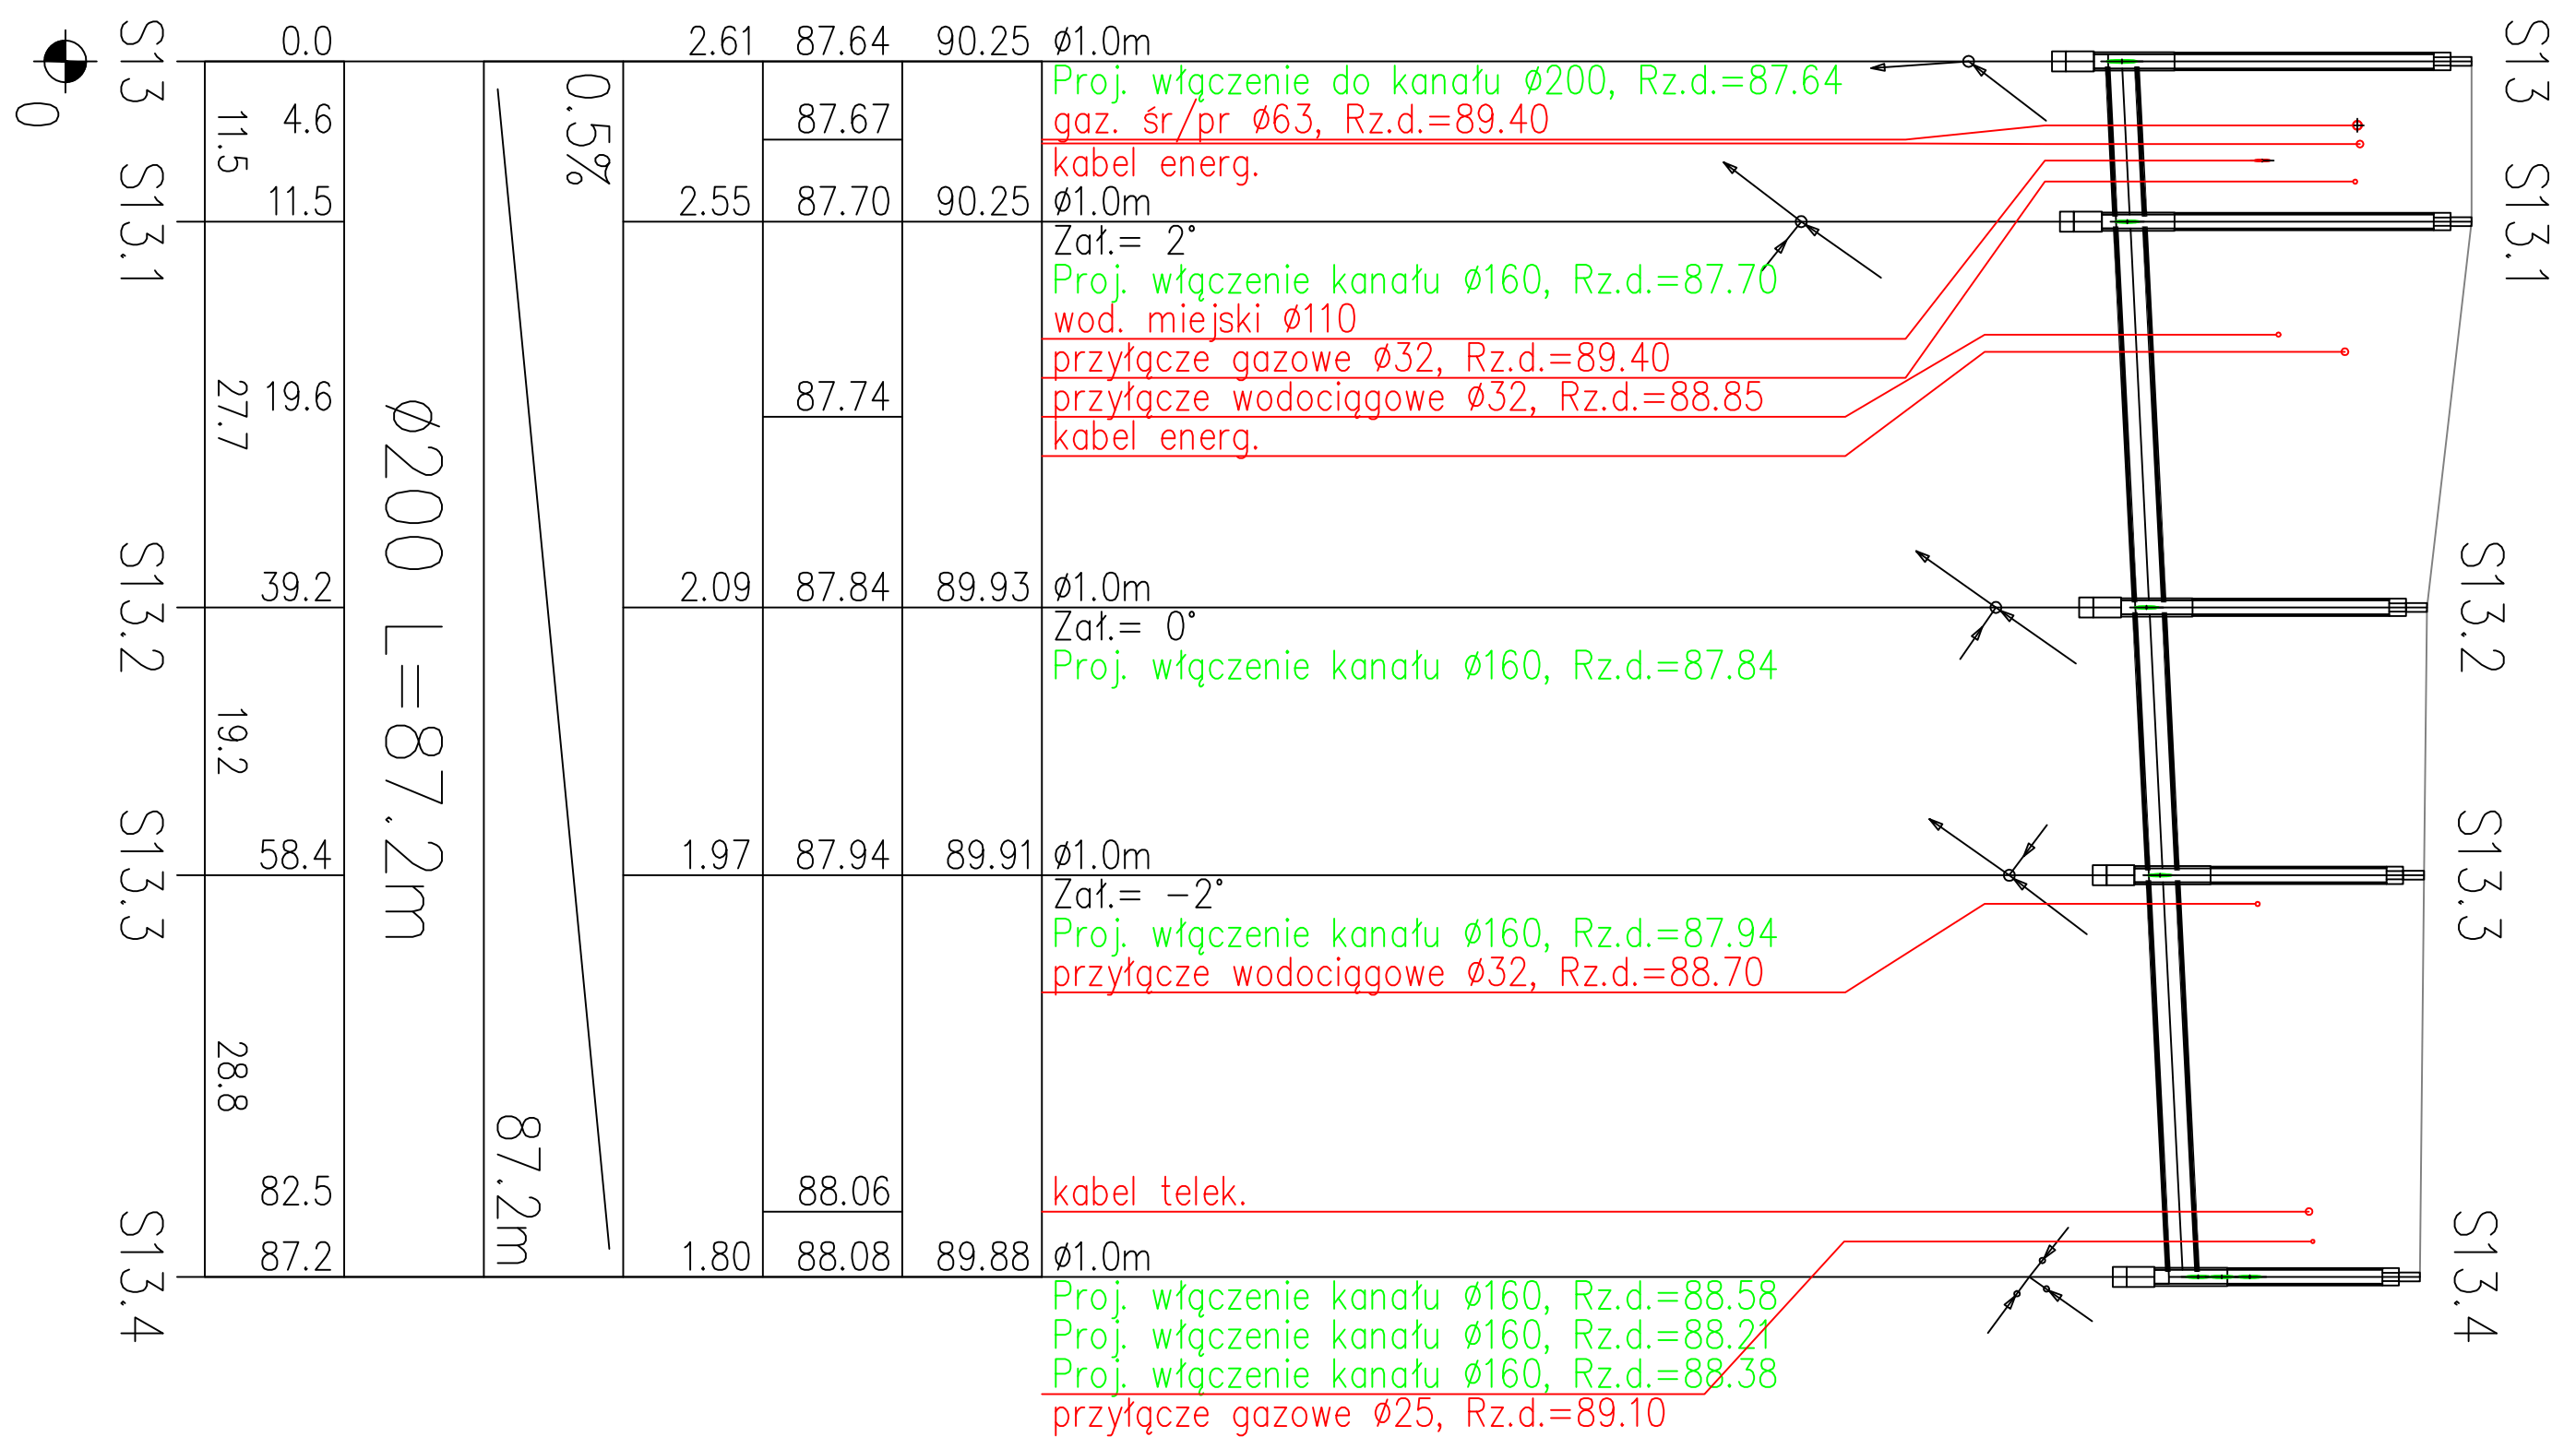 S13
0.0
2.61
87.64
90.25
ø1.0m
S13
Proj. włączenie do kanału ø200, Rz.d.=87.64
0
11.5
4.6
0.5%
87.67
gaz. śr/pr ø63, Rz.d.=89.40
kabel energ.
S13.1
11.5
2.55
87.70
90.25
ø1.0m
S13.1
Zał.= 2°
Proj. włączenie kanału ø160, Rz.d.=87.70
wod. miejski ø110
przyłącze gazowe ø32, Rz.d.=89.40
27.7
19.6
87.74
przyłącze wodociągowe ø32, Rz.d.=88.85
kabel energ.
ø200 L=87.2m
S13.2
39.2
2.09
87.84
89.93
ø1.0m
S13.2
Zał.= 0°
Proj. włączenie kanału ø160, Rz.d.=87.84
19.2
S13.3
58.4
1.97
87.94
89.91
ø1.0m
S13.3
Zał.= -2°
Proj. włączenie kanału ø160, Rz.d.=87.94
przyłącze wodociągowe ø32, Rz.d.=88.70
28.8
87.2m
82.5
88.06
kabel telek.
S13.4
87.2
1.80
88.08
89.88
ø1.0m
S13.4
Proj. włączenie kanału ø160, Rz.d.=88.58
Proj. włączenie kanału ø160, Rz.d.=88.21
Proj. włączenie kanału ø160, Rz.d.=88.38
przyłącze gazowe ø25, Rz.d.=89.10